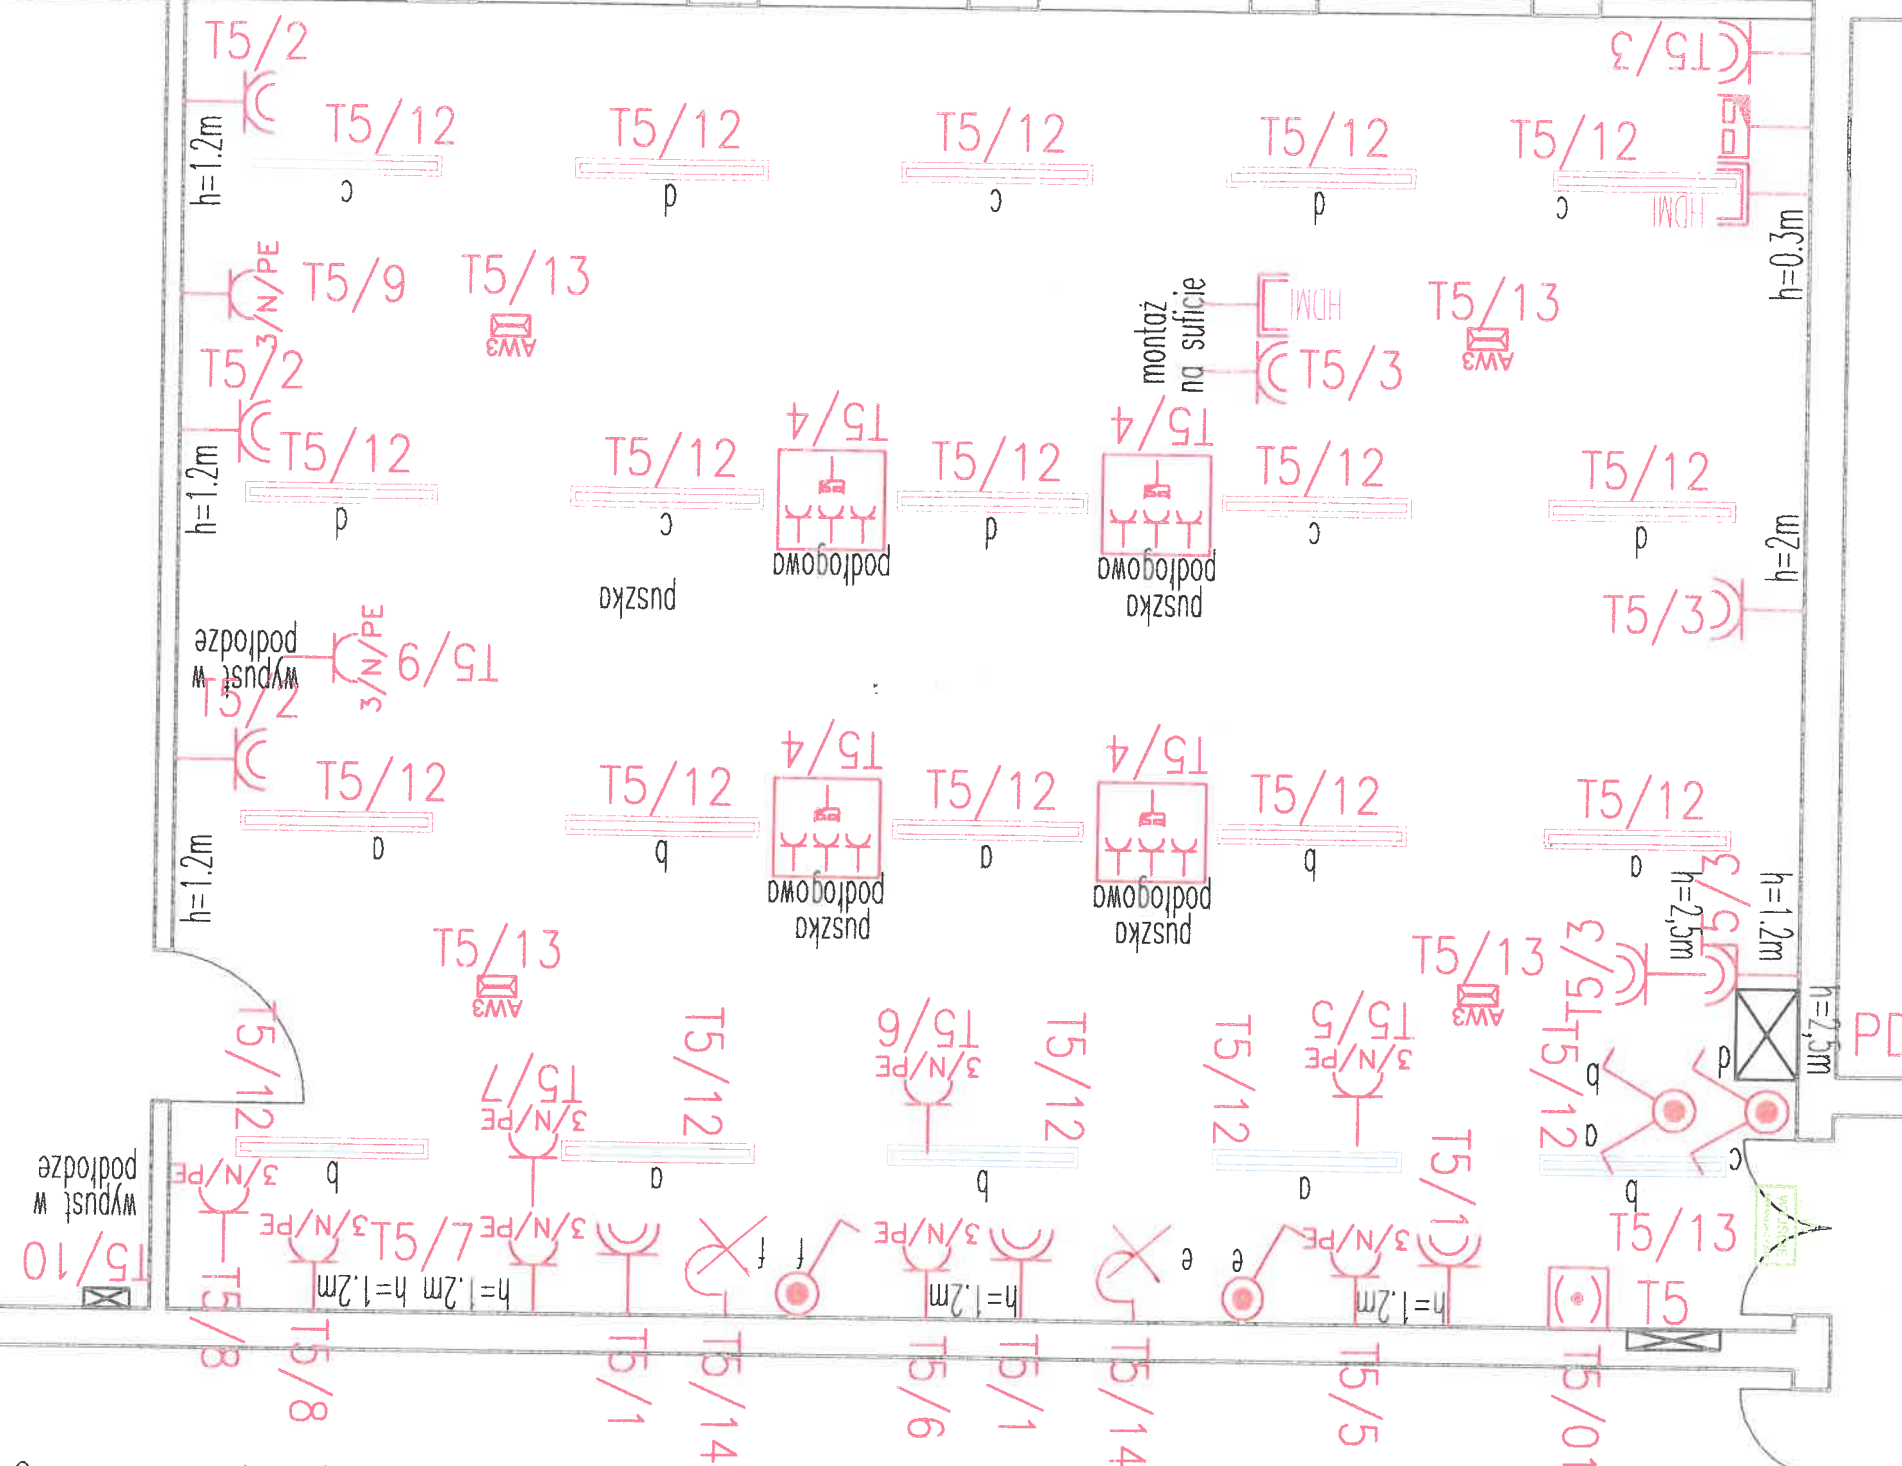 T5/2
T5/3
T5/12
T5/12
T5/12
T5/12
T5/12
h=1.2m
c
d
c
d
c
HDMI
h=0.3m
3/N/PE
T5/9
T5/13
AW3
montaż
na suficie
HDMI
T5/13
AW3
T5/2
T5/3
T5/4
T5/4
h=1.2m
T5/12
T5/12
T5/12
T5/12
T5/12
d
c
d
c
d
h=2m
puszka
podłogowa
puszka
podłogowa
T5/3
wypust w
podłodze
3/N/PE
T5/9
T5/2
T5/4
T5/4
T5/12
T5/12
T5/12
T5/12
T5/12
a
b
a
b
a
h=1.2m
puszka
podłogowa
puszka
podłogowa
h=2,5m
T5/3
h=1.2m
T5/13
AW3
T5/13
AW3
T5/3
h=2,5m
T5/12
T5/7
3/N/PE
T5/12
T5/6
3/N/PE
T5/12
T5/12
T5/5
3/N/PE
T5/12
b
d
a
c
PD
b
a
b
a
b
wypust w
podłodze
T5/10
3/N/PE
3/N/PE
T5/7
3/N/PE
f
f
3/N/PE
e
e
3/N/PE
T5/1
T5/13
T5
h=1.2m
h=1.2m
h=1.2m
h=1.2m
h=1.2m
T5/8
T5/8
T5/1
T5/14
T5/6
T5/1
T5/14
T5/5
T5/01